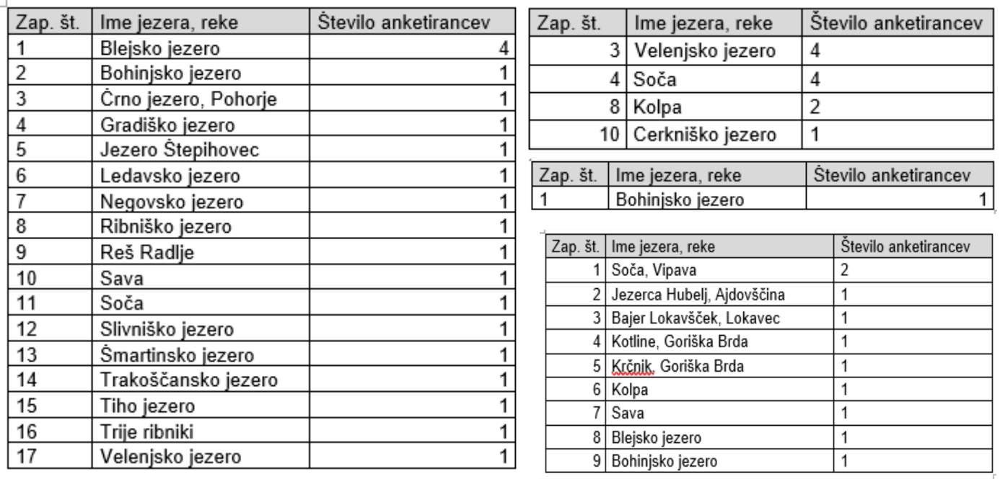 Zap. št. Ime jezera, reke Število anketirancev
1 Blejsko jezero 4
2 Bohinjsko jezero 1
3 Črno jezero, Pohorje 1
4 Gradiško jezero 1
5 Jezero Štepihovec 1
6 Ledavsko jezero 1
7 Negovsko jezero 1
8 Ribniško jezero 1
9 Reš Radlje 1
10 Sava 1
11 Soča 1
12 Slivniško jezero 1
13 Šmartinsko jezero 1
14 Trakoščansko jezero 1
15 Tiho jezero 1
16 Trije ribniki 1
17 Velenjsko jezero 1
Zap. št. Ime jezera, reke Število anketirancev
3 Velenjsko jezero 4
4 Soča 4
8 Kolpa 2
10 Cerkniško jezero 1
Zap. št. Ime jezera, reke Število anketirancev
1 Bohinjsko jezero 1
Zap. št. Ime jezera, reke Število anketirancev
1 Soča, Vipava 2
2 Jezerca Hubelj, Ajdovščina 1
3 Bajer Lokavšček, Lokavec 1
4 Kotline, Goriška Brda 1
5 Krčnik, Goriška Brda 1
6 Kolpa 1
7 Sava 1
8 Blejsko jezero 1
9 Bohinjsko jezero 1